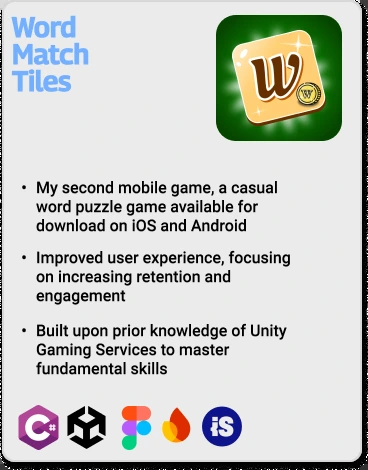 Word
Match
Tiles
W
W
• My second mobile game, a casual
word puzzle game available for
download on iOS and Android
• Improved user experience, focusing
on increasing retention and
engagement
• Built upon prior knowledge of Unity
Gaming Services to master
fundamental skills
C# iS